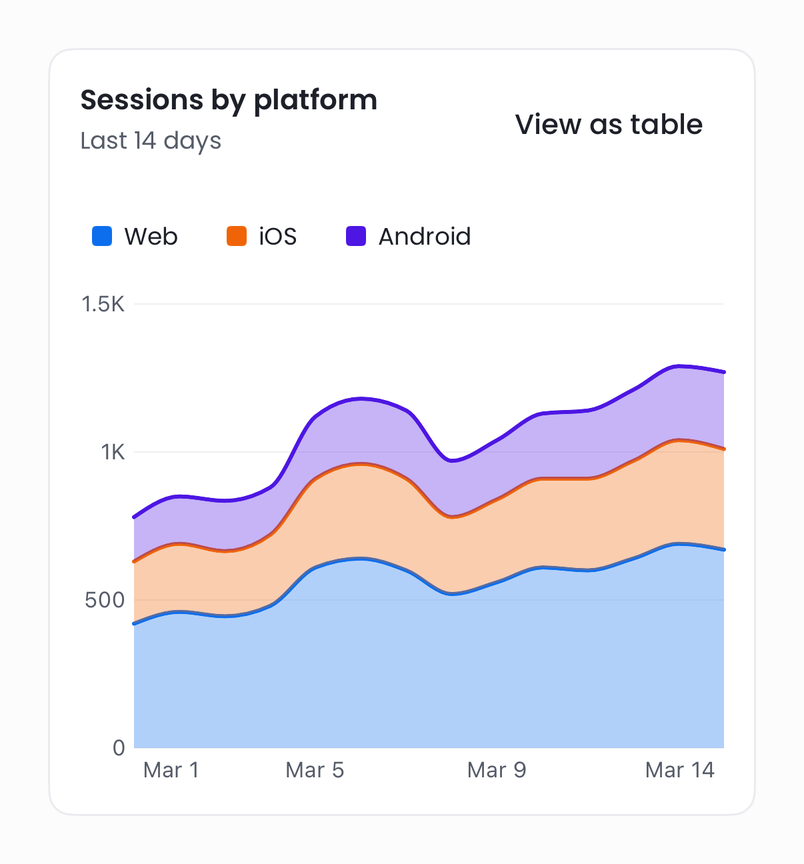 Sessions by platform
Last 14 days
View as table
Web
iOS
Android
1.5K
1K
500
0
Mar 1
Mar 5
Mar 9
Mar 14